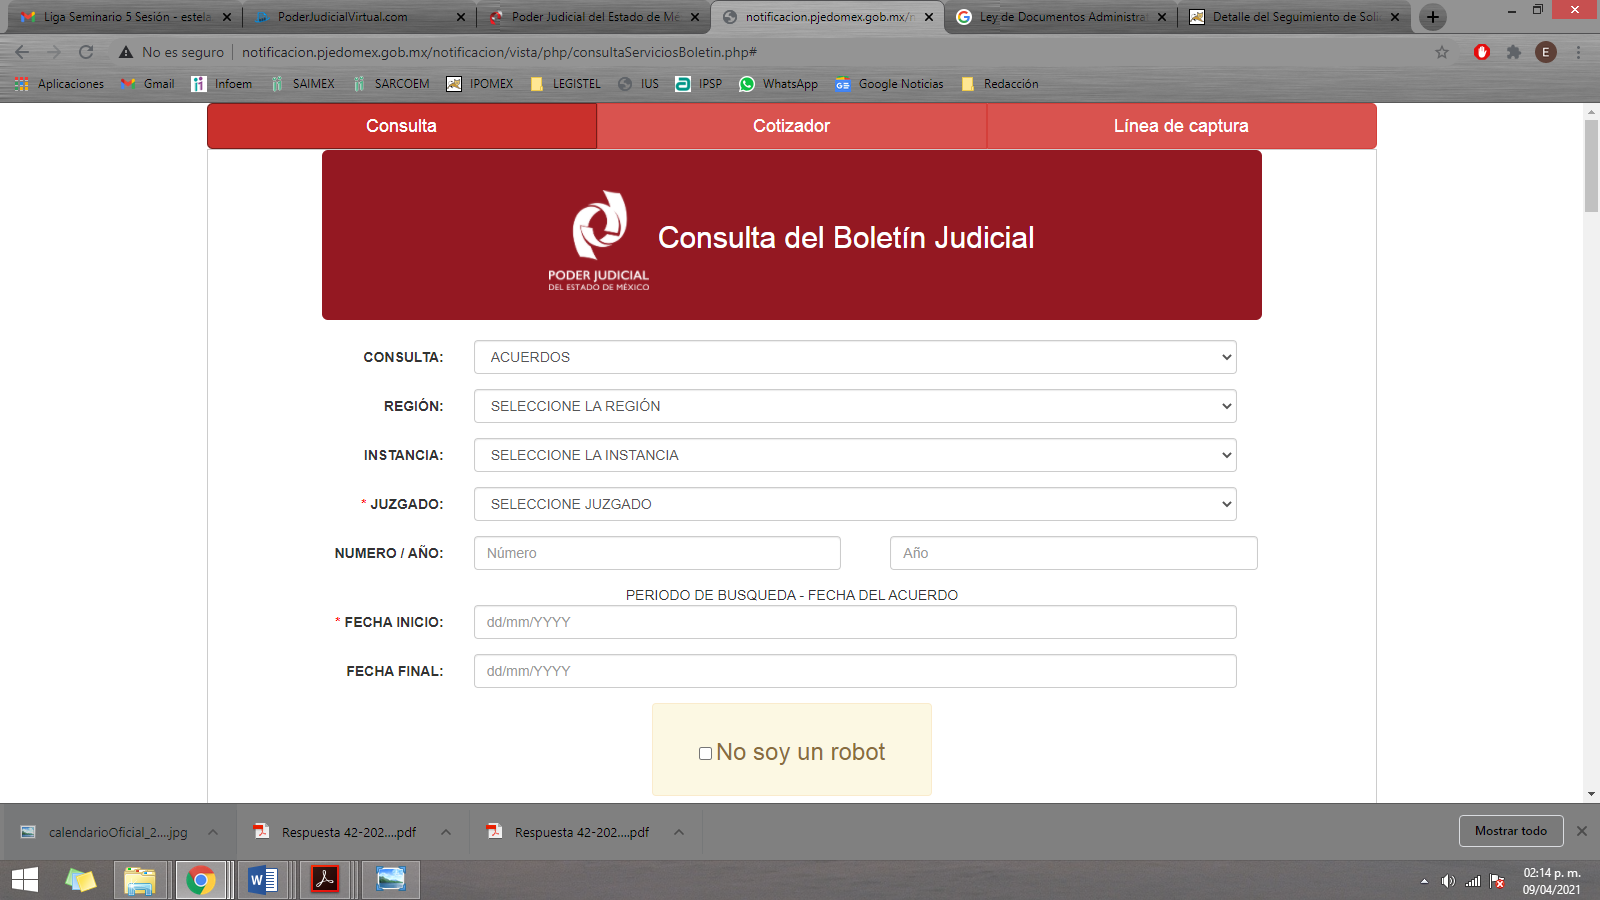 Liga Seminario 5 Sesión - estela
PoderJudicialVirtual.com
Poder Judicial del Estado de Mé
notificacion.pjedomex.gob.mx/n
Ley de Documentos Administra
Detalle del Seguimiento de Soli
No es seguro
notificacion.pjedomex.gob.mx/notificacion/vista/php/consultaServiciosBoletin.php#
E
Aplicaciones
Gmail
Infoem
SAIMEX
SARCOEM
IPOMEX
LEGISTEL
IUS
IPSP
WhatsApp
Google Noticias
Redacción
Consulta
Cotizador
Línea de captura
PODER JUDICIAL
DEL ESTADO DE MÉXICO
Consulta del Boletín Judicial
CONSULTA:
ACUERDOS
REGIÓN:
SELECCIONE LA REGIÓN
INSTANCIA:
SELECCIONE LA INSTANCIA
* JUZGADO:
SELECCIONE JUZGADO
NUMERO / AÑO:
Número
Año
PERIODO DE BUSQUEDA - FECHA DEL ACUERDO
* FECHA INICIO:
dd/mm/YYYY
FECHA FINAL:
dd/mm/YYYY
No soy un robot
calendarioOficial_2....jpg
Respuesta 42-202....pdf
Respuesta 42-202....pdf
Mostrar todo
02:14 p. m.
09/04/2021